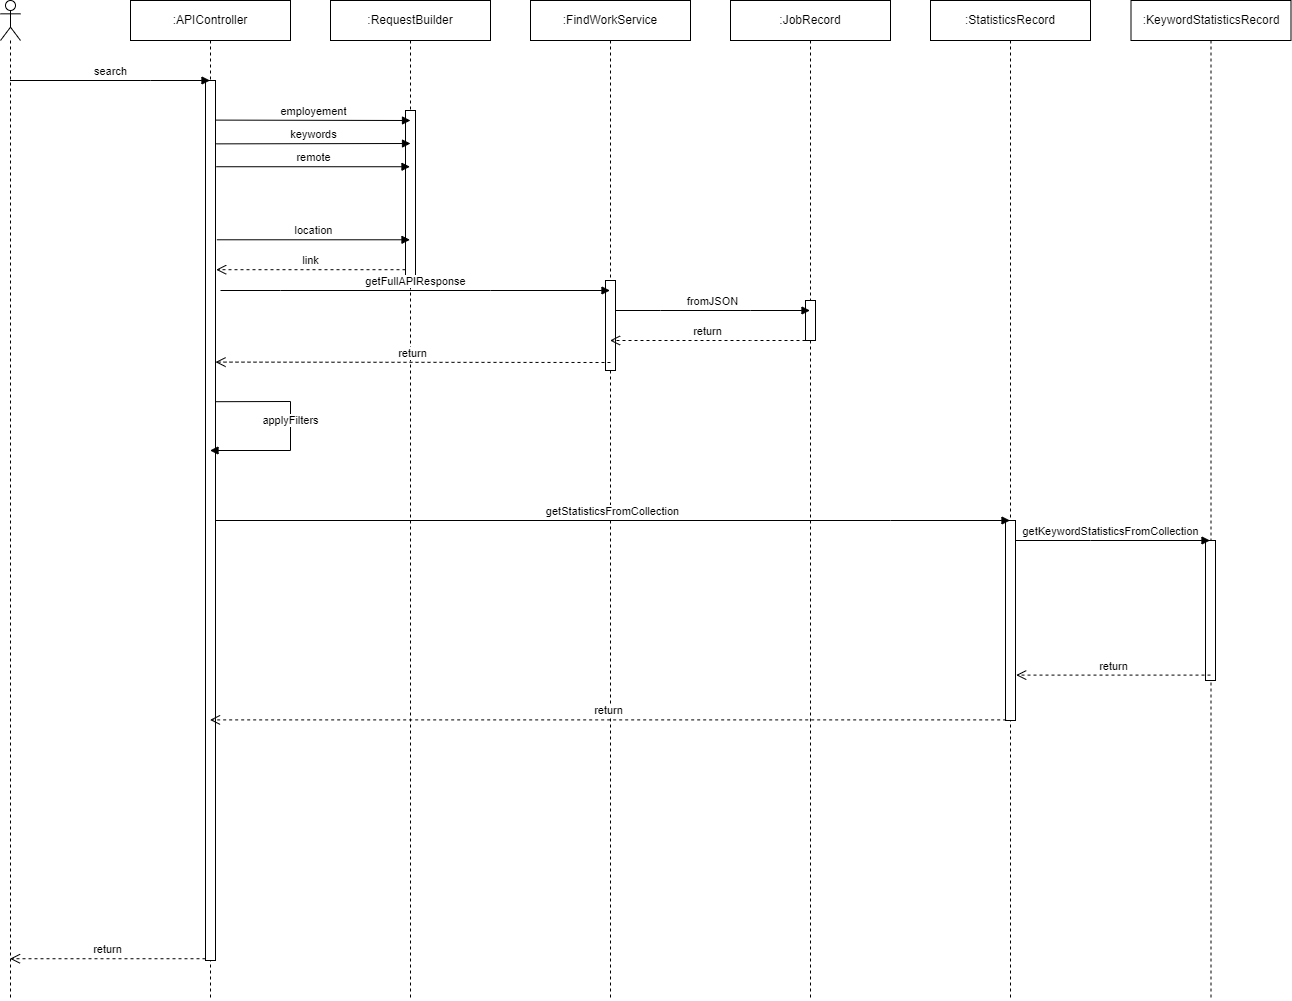 :APIController
:RequestBuilder
:FindWorkService
:JobRecord
:StatisticsRecord
:KeywordStatisticsRecord
search
employement
keywords
remote
location
link
getFullAPIResponse
fromJSON
return
return
applyFilters
getStatisticsFromCollection
getKeywordStatisticsFromCollection
return
return
return